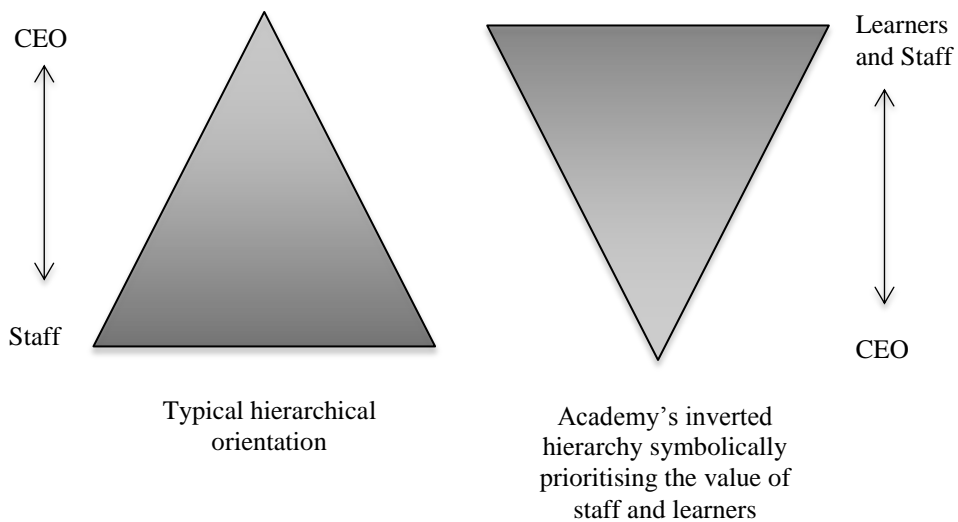 CEO
Staff
Typical hierarchical
orientation
Learners
and Staff
CEO
Academy’s inverted
hierarchy symbolically
prioritising the value of
staff and learners